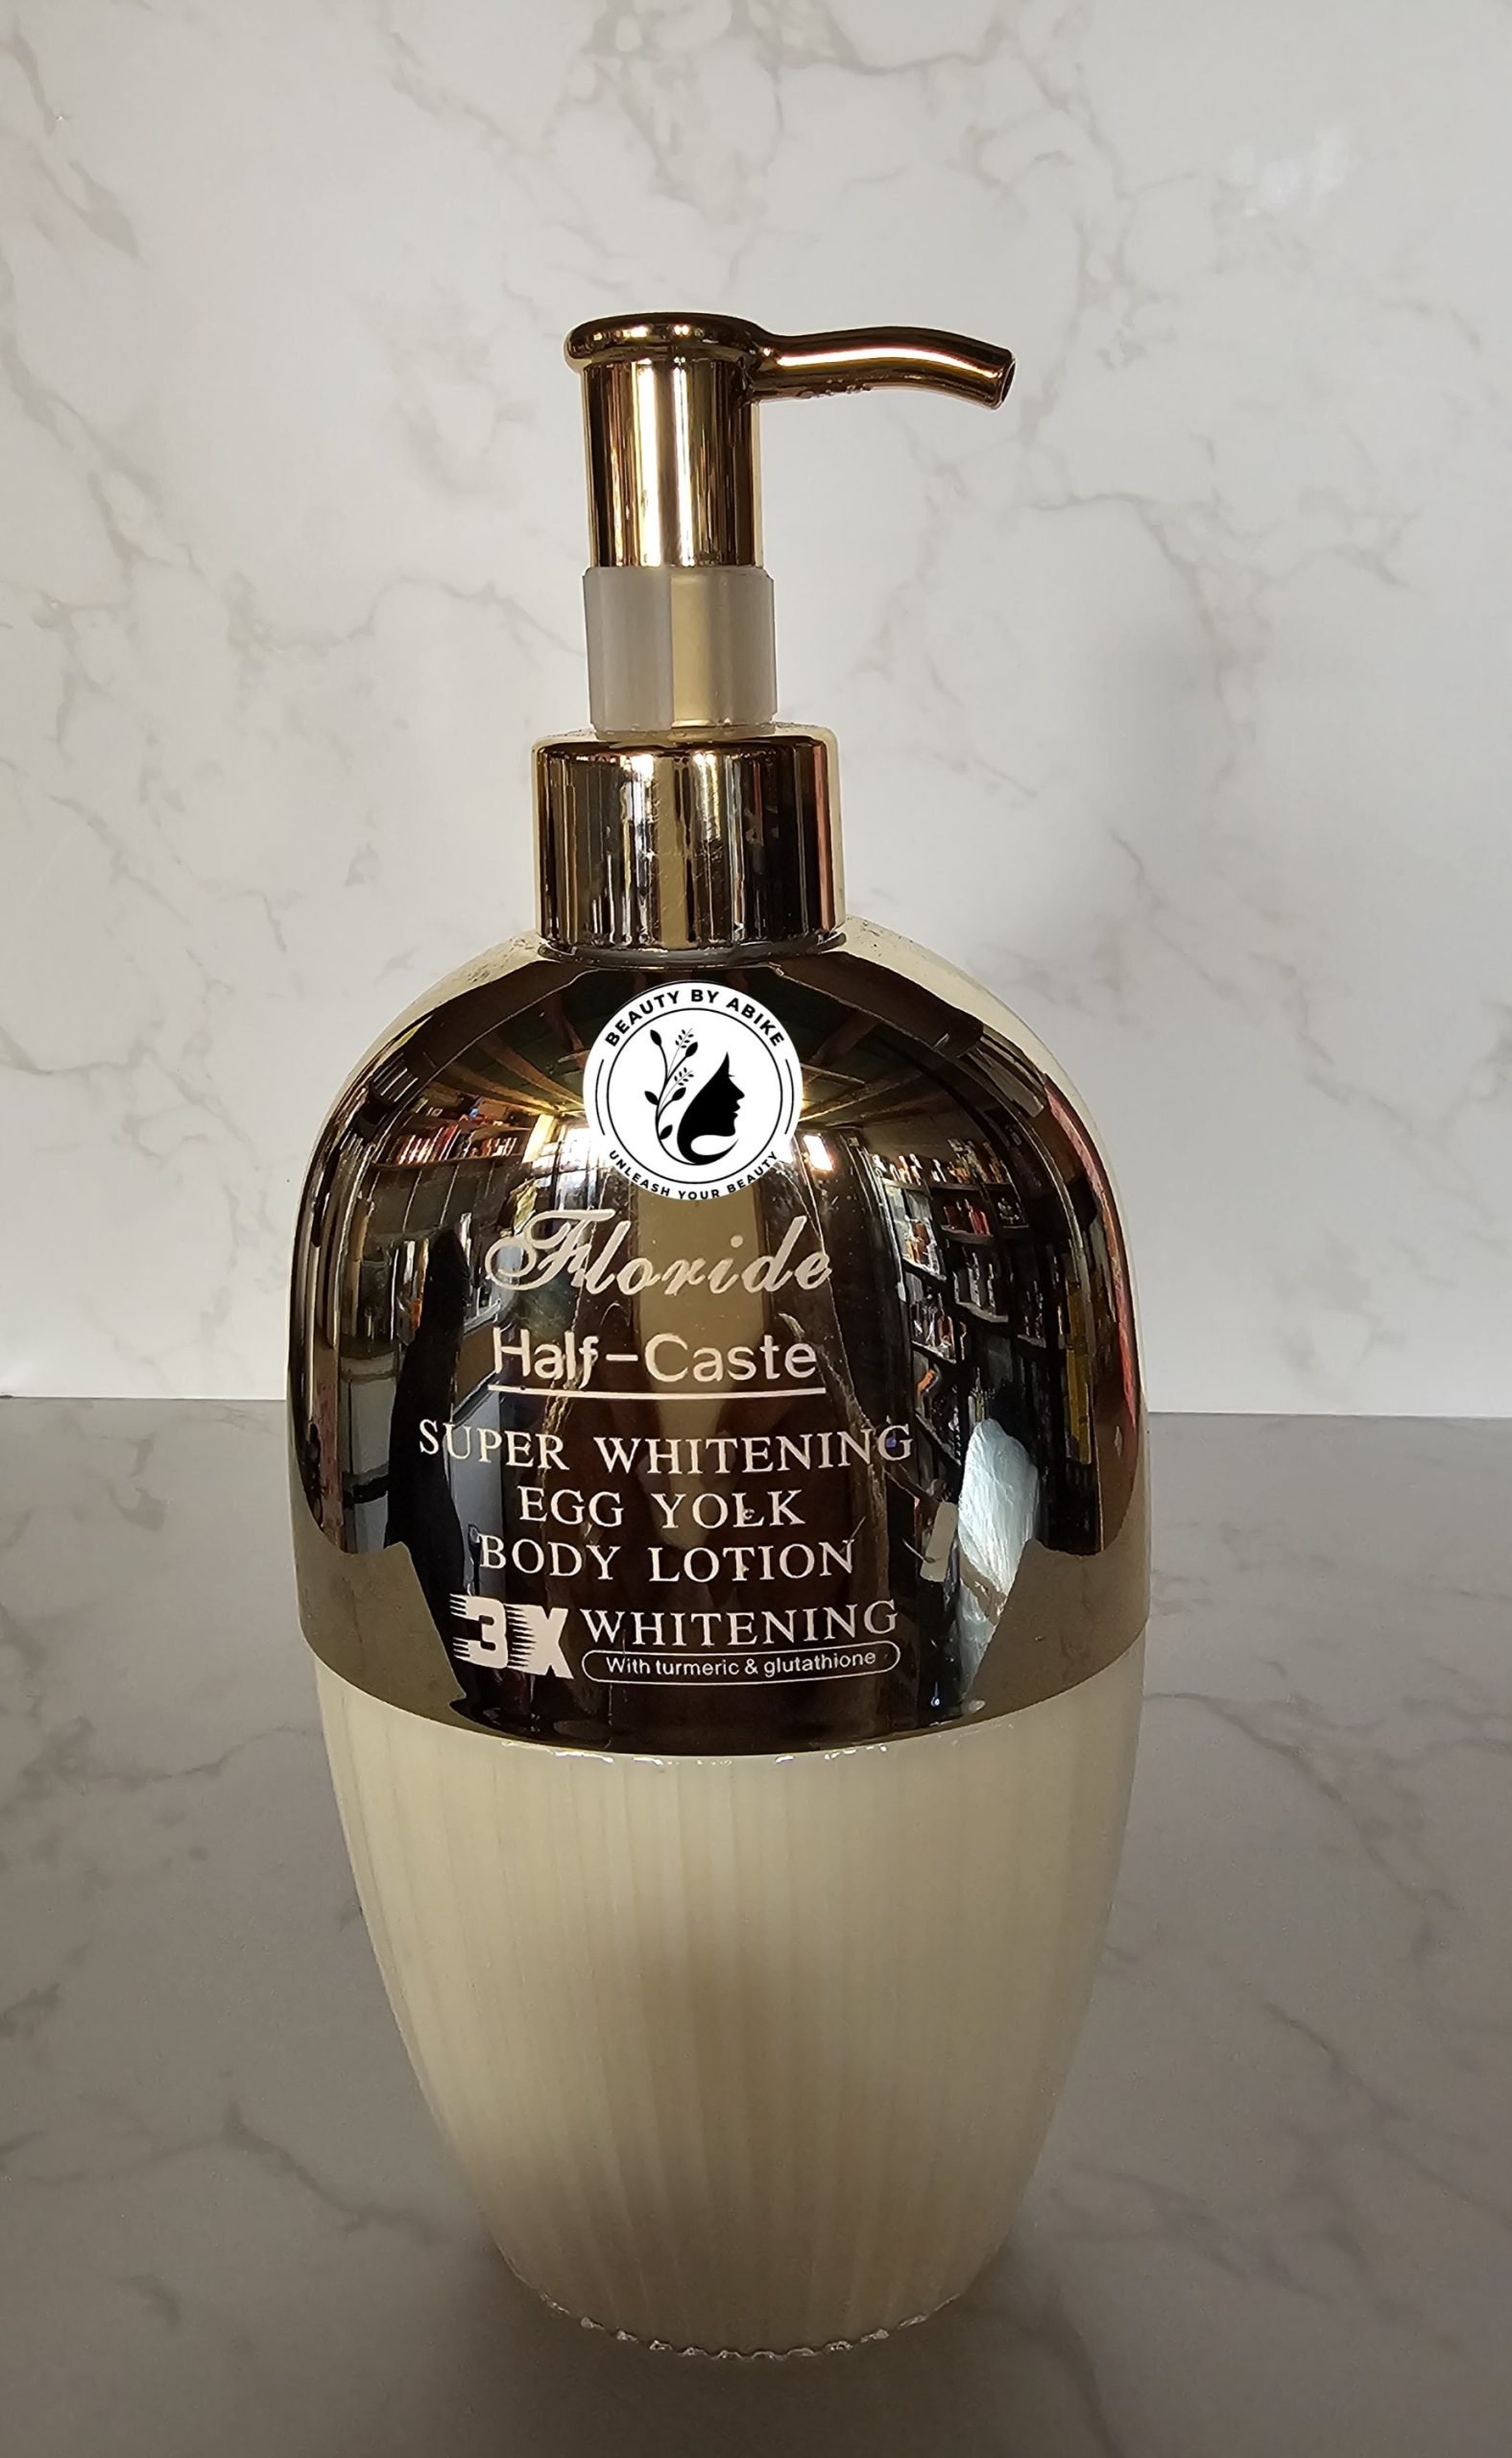 BEAUTY BY ABIKE
UNLEASH YOUR BEAUTY
Floride
Half-Caste
SUPER WHITENING
EGG YOLK
BODY LOTION
3X WHITENING
With turmeric & glutathione